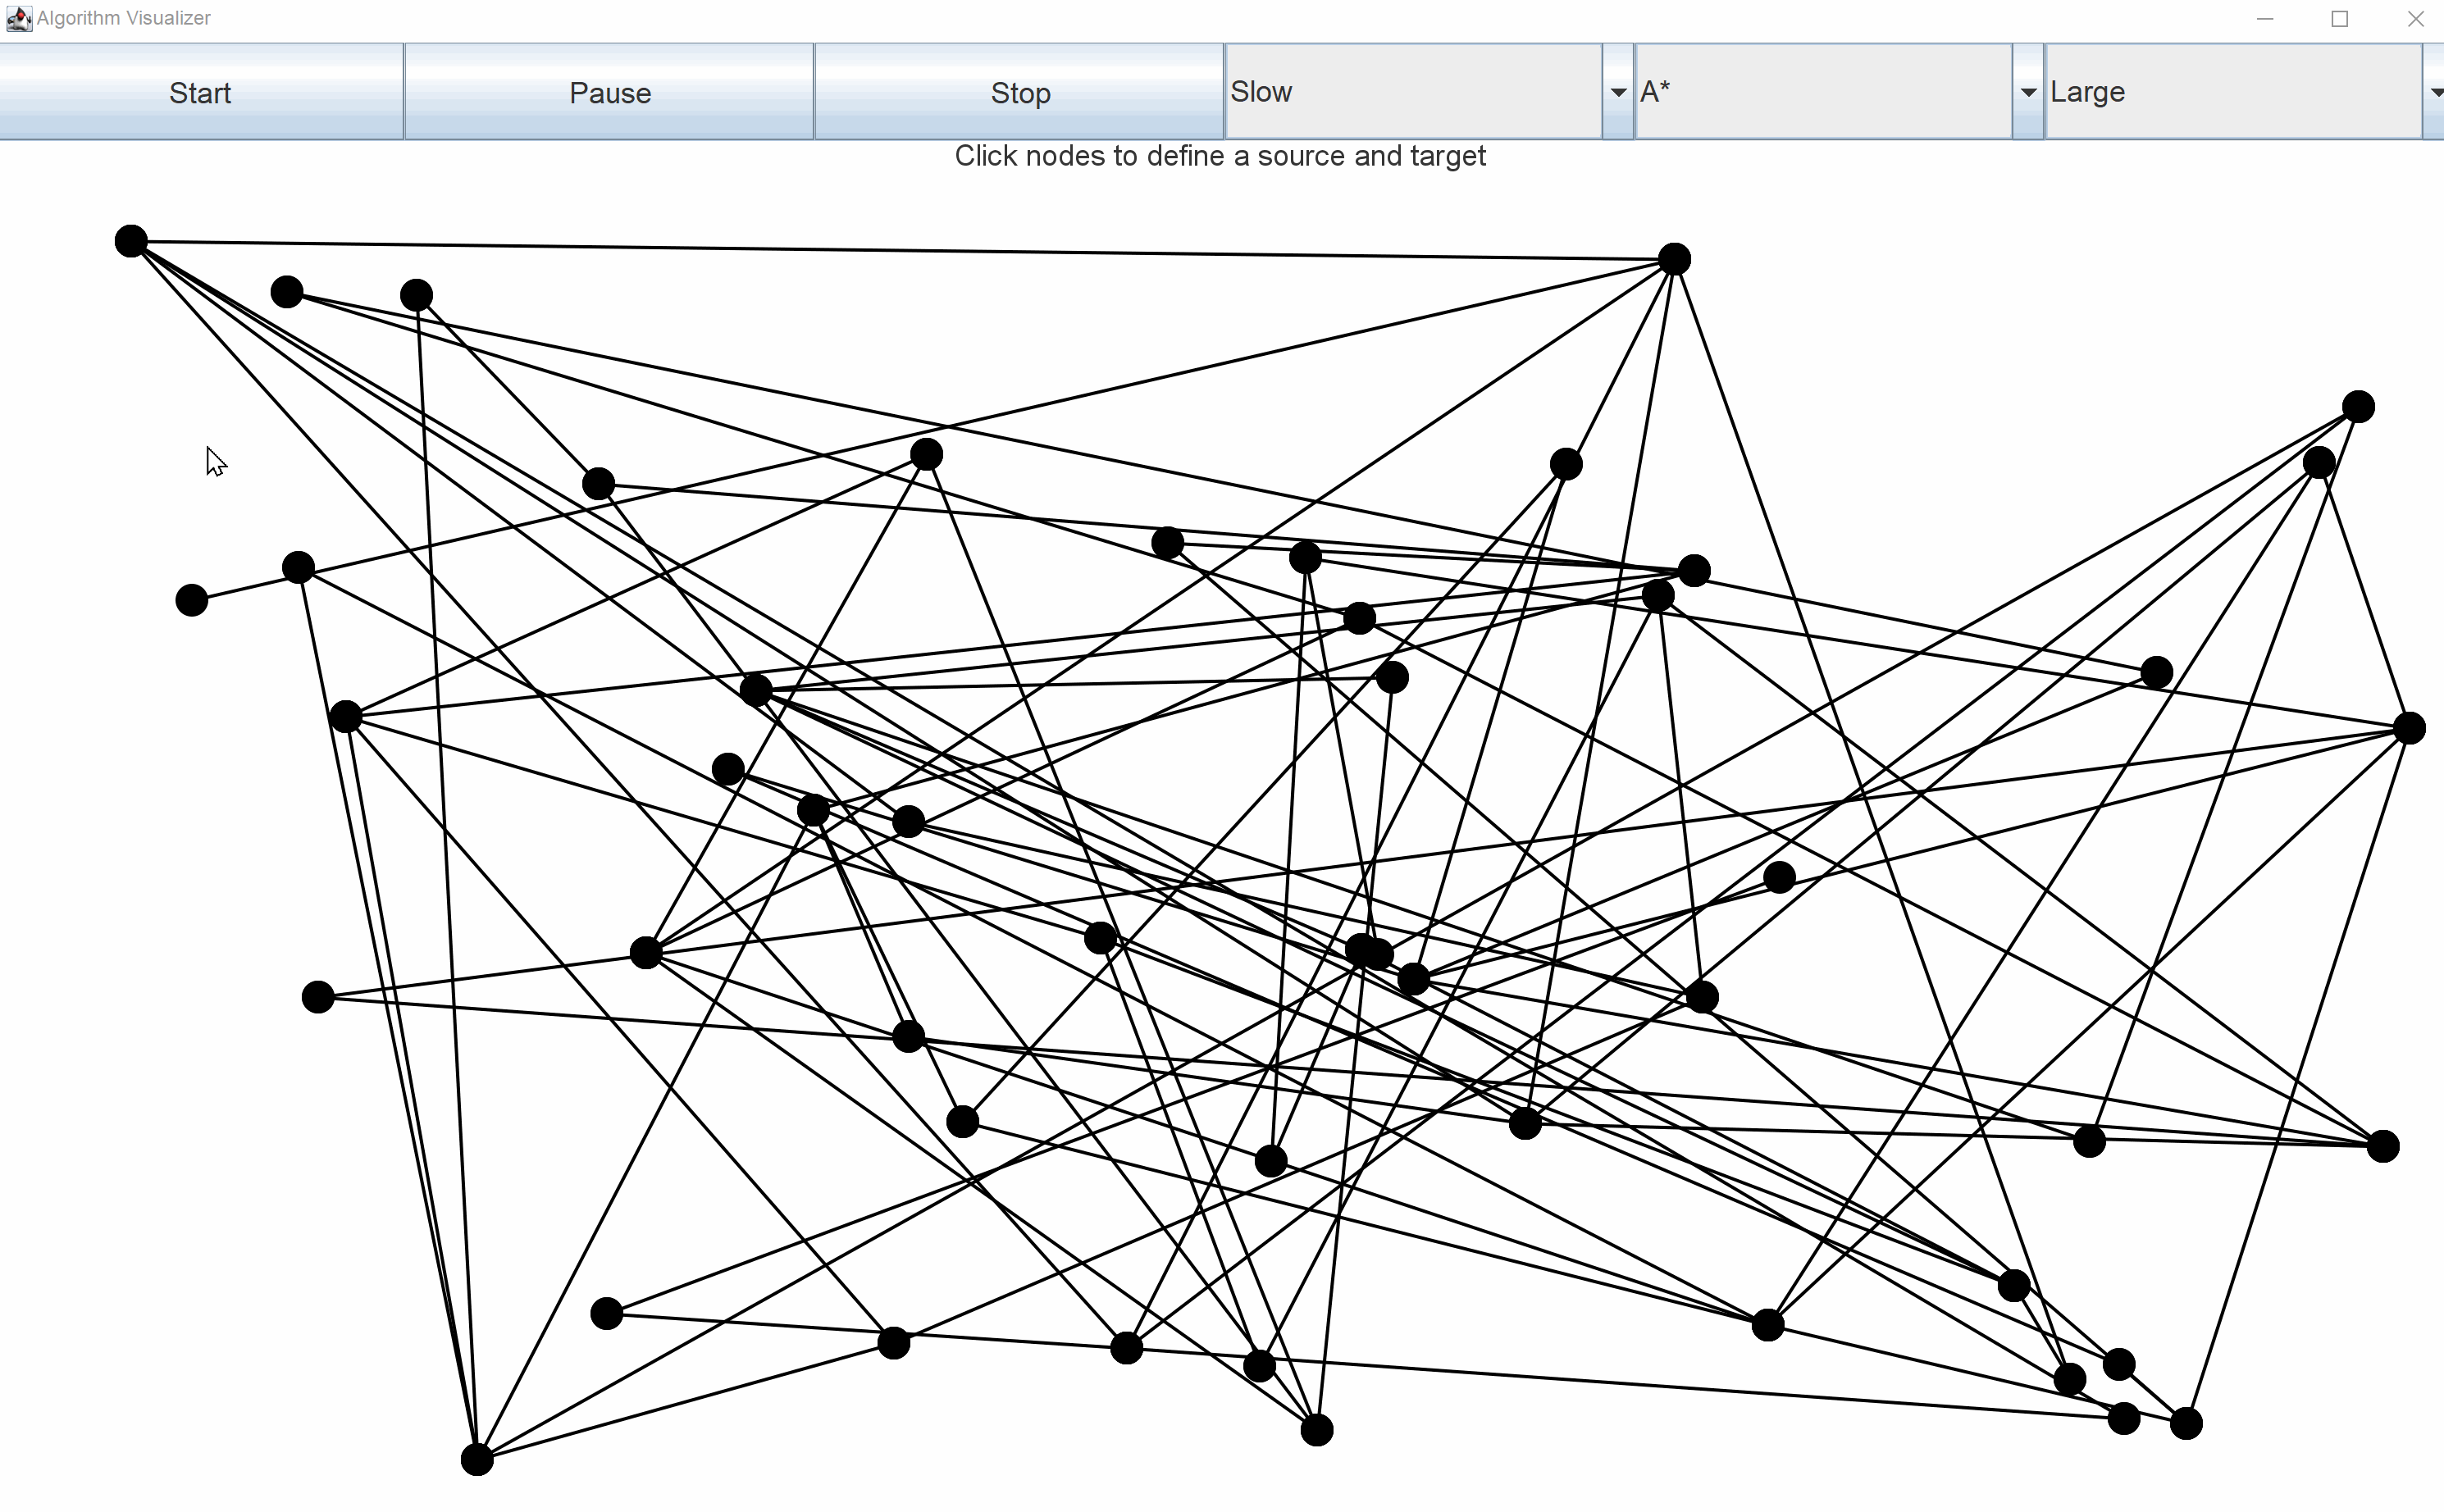 Algorithm Visualizer
Start Pause Stop Slow A* Large
Click nodes to define a source and target